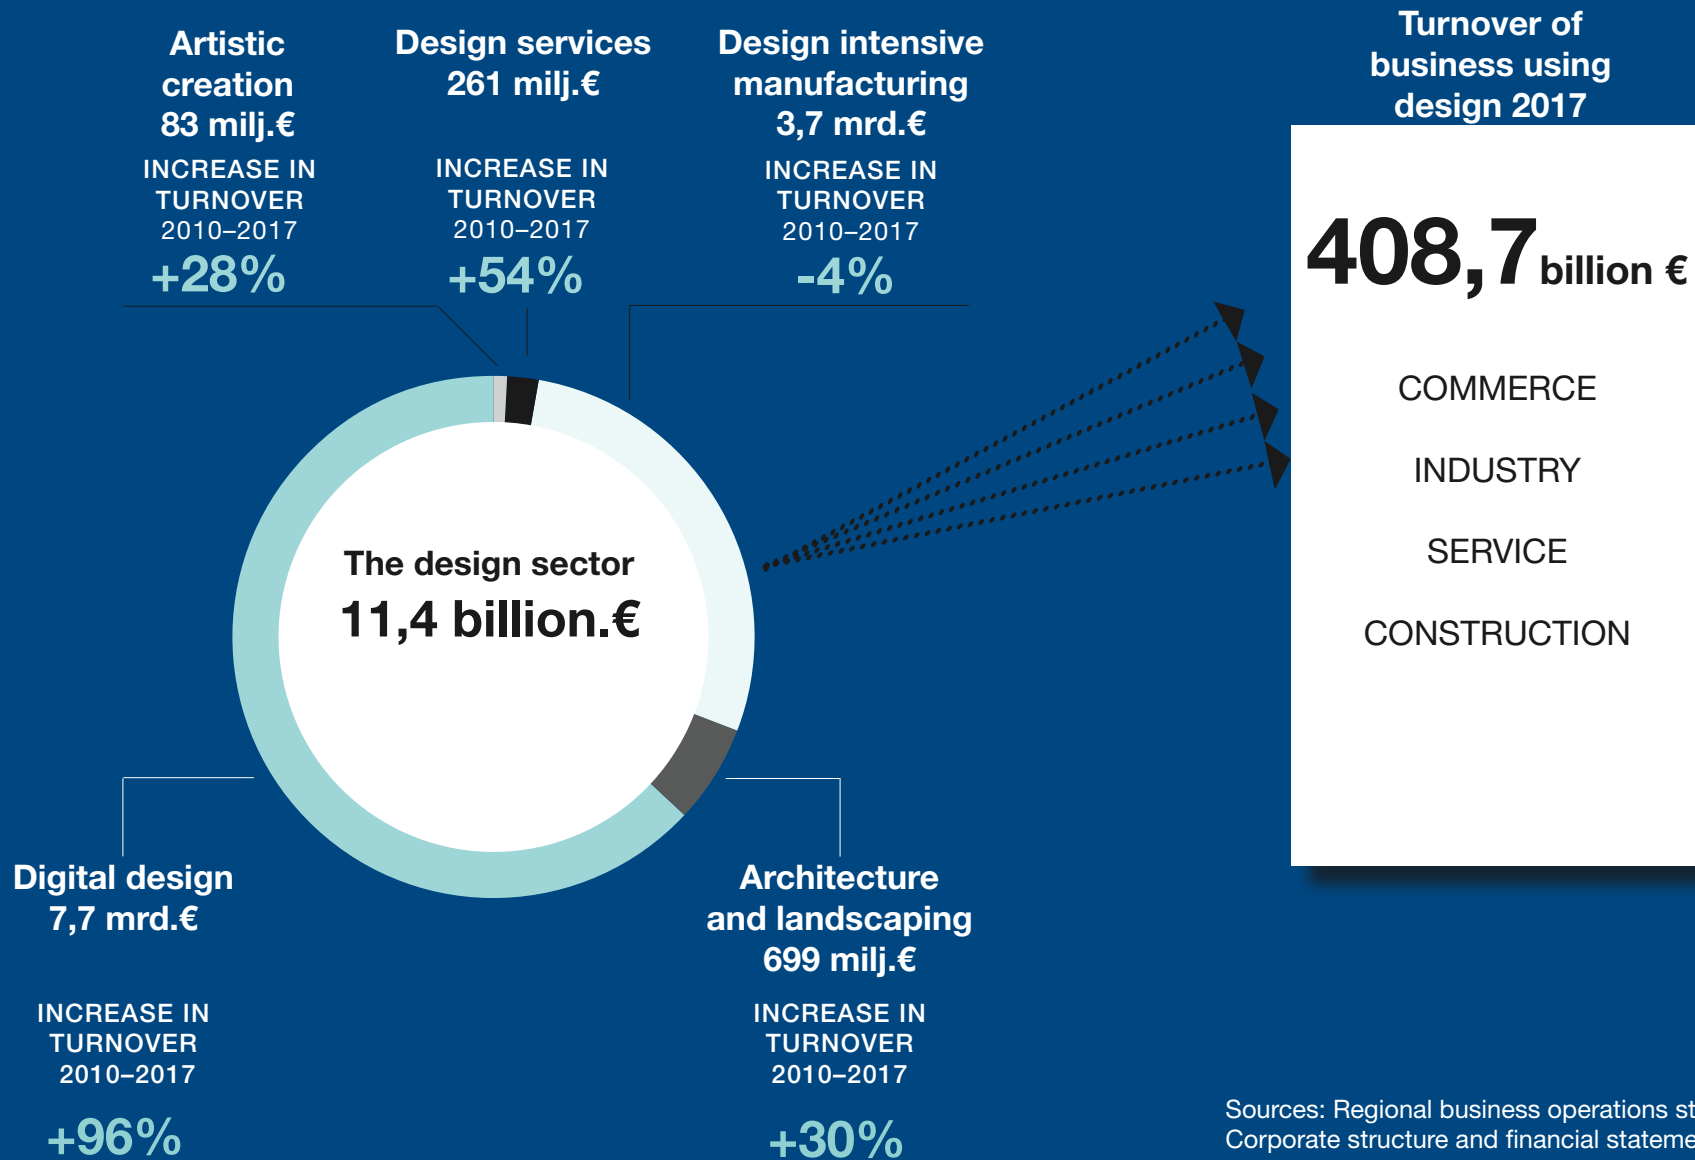 Artistic
creation
83 milj.€
INCREASE IN
TURNOVER
2010–2017
+28%
Design services
261 milj.€
INCREASE IN
TURNOVER
2010–2017
+54%
Design intensive
manufacturing
3,7 mrd.€
INCREASE IN
TURNOVER
2010–2017
-4%
Turnover of
business using
design 2017
408,7 billion €
COMMERCE
INDUSTRY
SERVICE
CONSTRUCTION
The design sector
11,4 billion.€
Digital design
7,7 mrd.€
INCREASE IN
TURNOVER
2010–2017
+96%
Architecture
and landscaping
699 milj.€
INCREASE IN
TURNOVER
2010–2017
+30%
Sources: Regional business operations
Corporate structure and financial